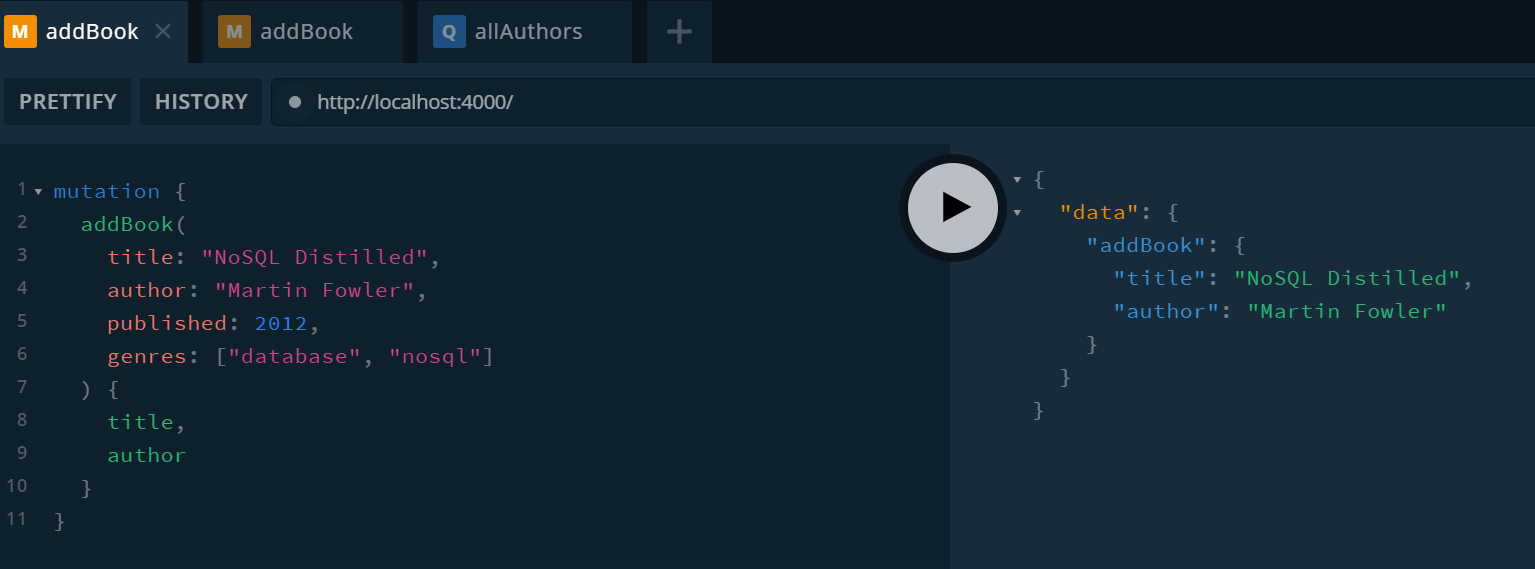 M addBook × M addBook Q allAuthors +
PRETTIFY HISTORY http://localhost:4000/
1 mutation {
2 addBook(
3 title: "NoSQL Distilled",
4 author: "Martin Fowler",
5 published: 2012,
6 genres: ["database", "nosql"]
7 ) {
8 title,
9 author
10 }
11 }
{
"data": {
"addBook": {
"title": "NoSQL Distilled",
"author": "Martin Fowler"
}
}
}